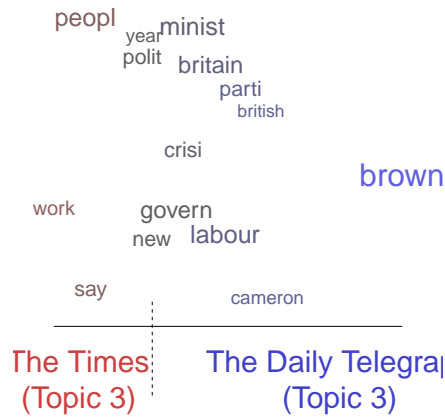 peopl
year
minist
polit
britain
parti
british
crisi
brown
work
govern
new
labour
say
cameron
The Times
(Topic 3)
The Daily Telegrap
(Topic 3)